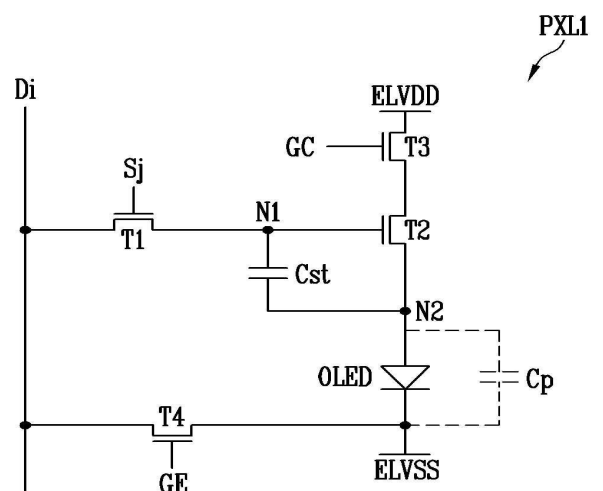 PXL1
Di
ELVDD
GC
T3
Sj
N1
T1
T2
Cst
N2
OLED
Cp
T4
GE
ELVSS